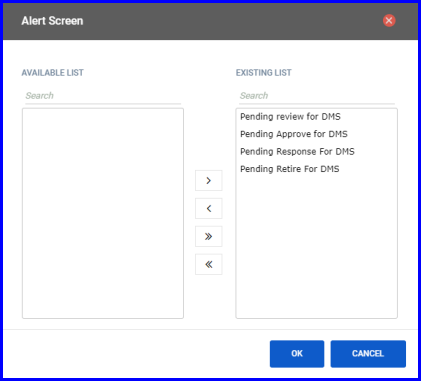 Alert Screen
AVAILABLE LIST
EXISTING LIST
Search
Search
Pending review for DMS
Pending Approve for DMS
Pending Response For DMS
Pending Retire For DMS
>
<
»
«
OK
CANCEL